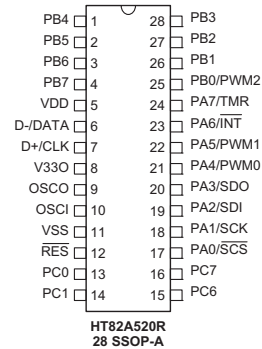 PB4 1 28 PB3
PB5 2 27 PB2
PB6 3 26 PB1
PB7 4 25 PB0/PWM2
VDD 5 24 PA7/TMR
D-/DATA 6 23 PA6/INT
D+/CLK 7 22 PA5/PWM1
V33O 8 21 PA4/PWM0
OSCO 9 20 PA3/SDO
OSCI 10 19 PA2/SDI
VSS 11 18 PA1/SCK
RES 12 17 PA0/SCS
PC0 13 16 PC7
PC1 14 15 PC6
HT82A520R
28 SSOP-A